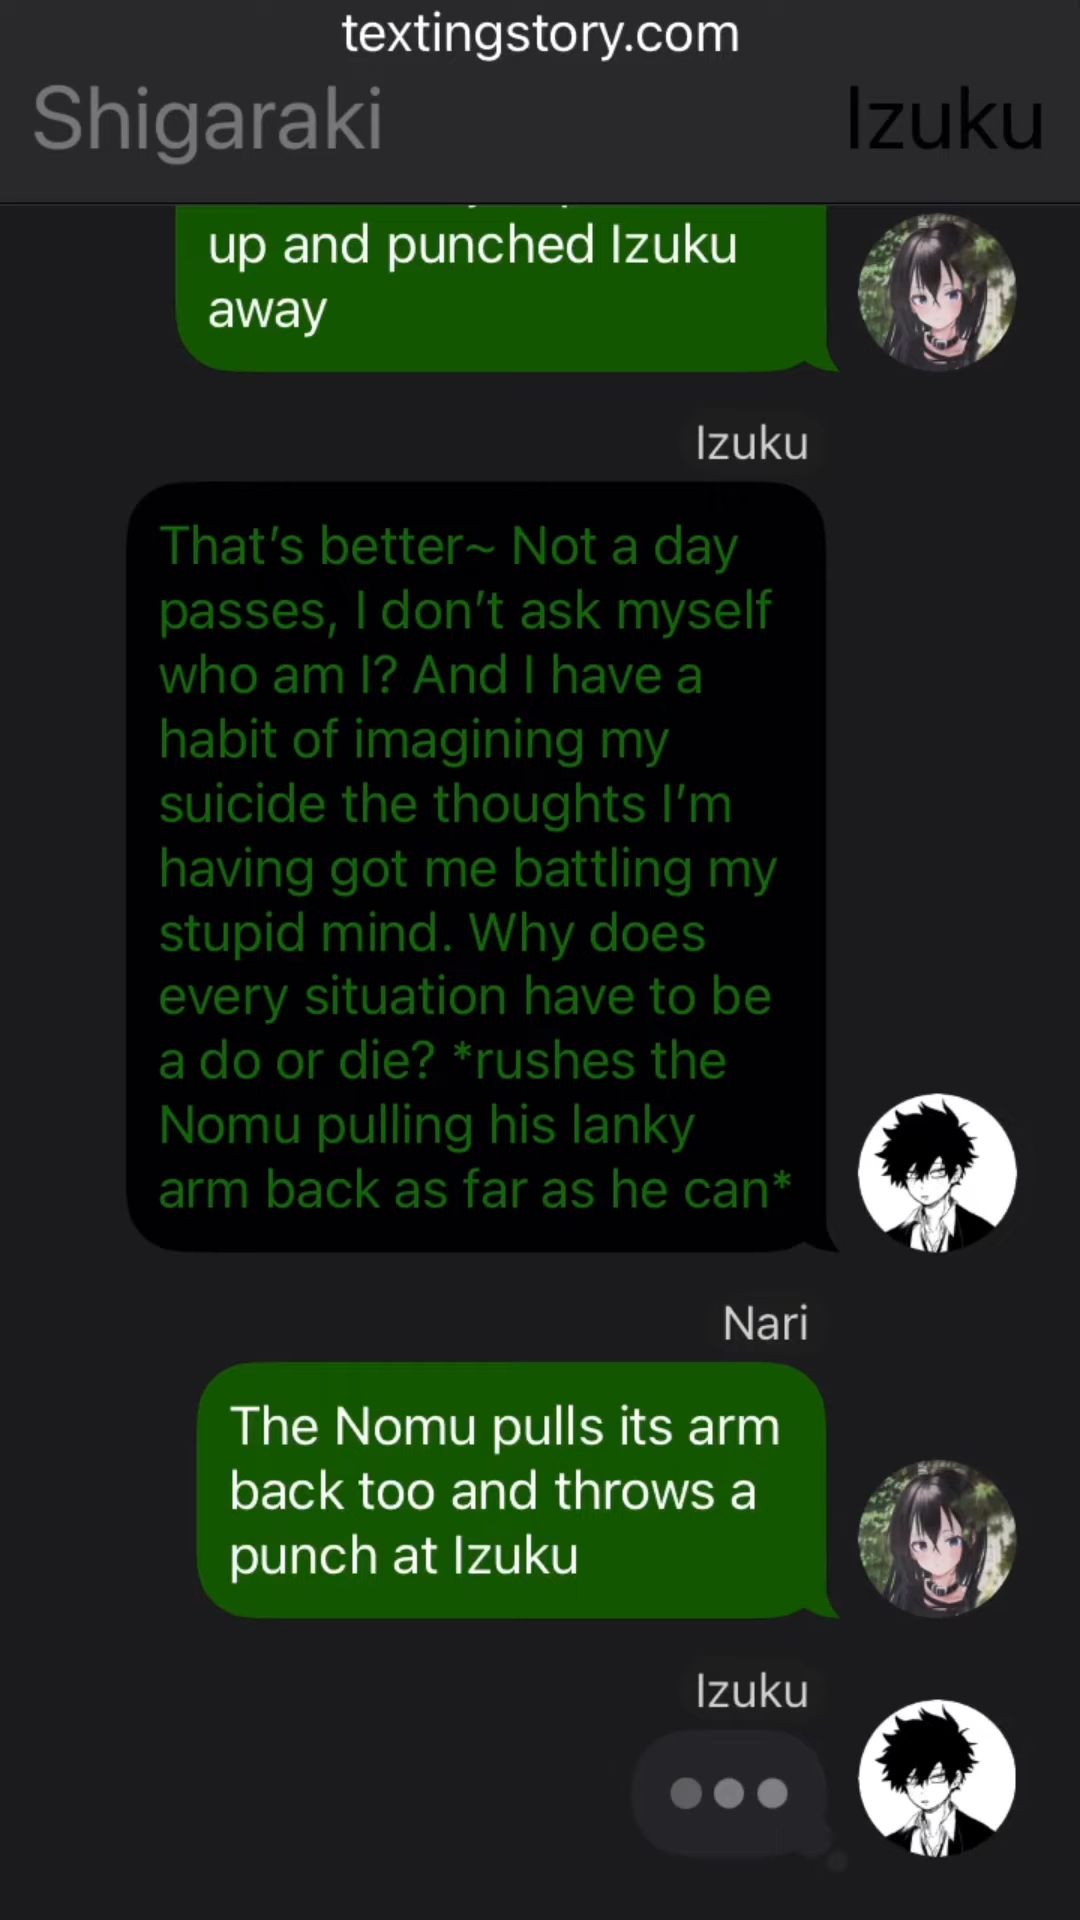 textingstory.com
Shigaraki
Izuku
up and punched Izuku
away
Izuku
That's better~ Not a day
passes, I don't ask myself
who am I? And I have a
habit of imagining my
suicide the thoughts I'm
having got me battling my
stupid mind. Why does
every situation have to be
a do or die? *rushes the
Nomu pulling his lanky
arm back as far as he can*
Nari
The Nomu pulls its arm
back too and throws a
punch at Izuku
Izuku